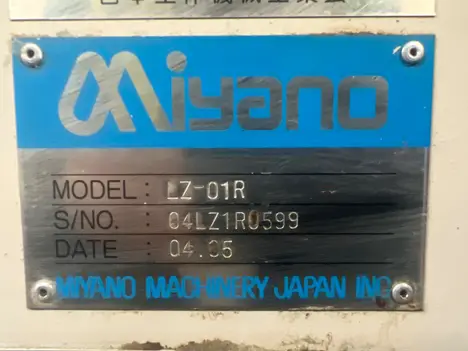 Miyano
MODEL : LZ-01R
S/NO. : 04LZ1R0599
DATE : 04.05
MIYANO MACHINERY JAPAN INC.